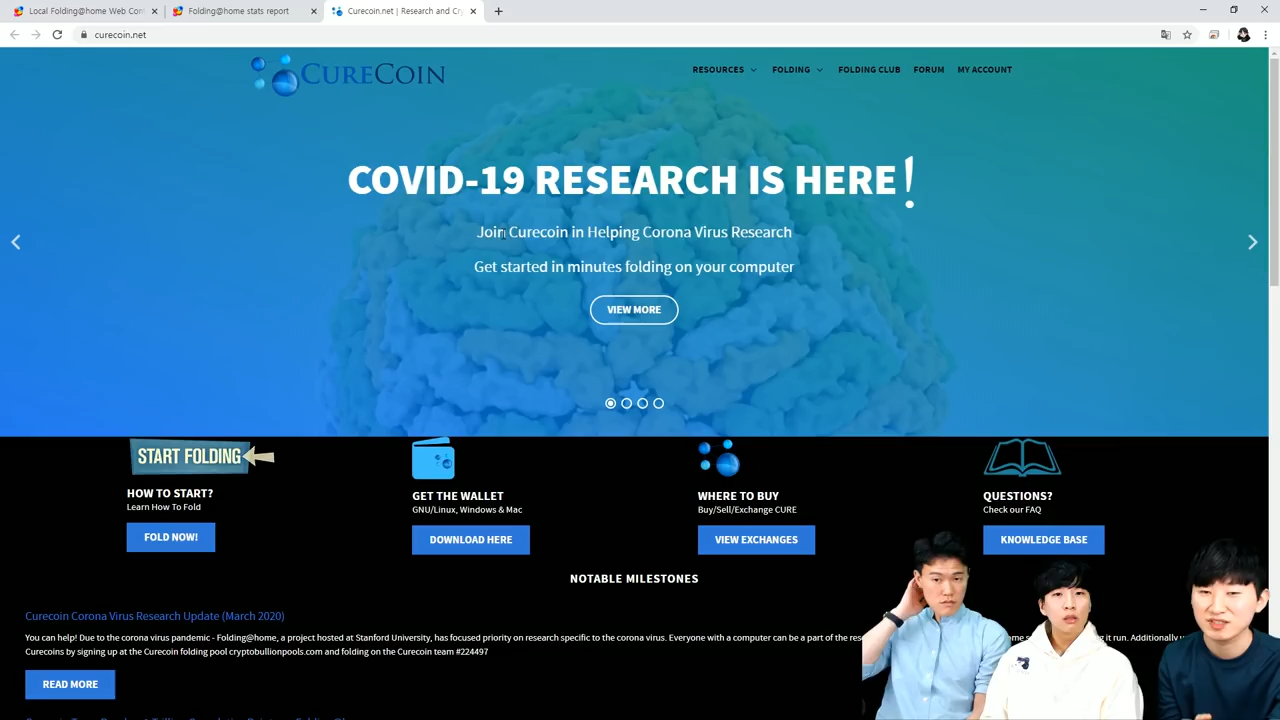 Local Folding@home Web Con
Folding@home stats report
Curecoin.net | Research and Cry
curecoin.net
CURECOIN
RESOURCES
FOLDING
FOLDING CLUB
FORUM
MY ACCOUNT
COVID-19 RESEARCH IS HERE!
Join Curecoin in Helping Corona Virus Research
Get started in minutes folding on your computer
VIEW MORE
START FOLDING
HOW TO START?
Learn How To Fold
FOLD NOW!
GET THE WALLET
GNU/Linux, Windows & Mac
DOWNLOAD HERE
WHERE TO BUY
Buy/Sell/Exchange CURE
VIEW EXCHANGES
QUESTIONS?
Check our FAQ
KNOWLEDGE BASE
NOTABLE MILESTONES
Curecoin Corona Virus Research Update (March 2020)
You can help! Due to the corona virus pandemic - Folding@home, a project hosted at Stanford University, has focused priority on research specific to the corona virus. Everyone with a computer can be a part of the it run. Additionally
Curecoins by signing up at the Curecoin folding pool cryptobullionpools.com and folding on the Curecoin team #224497
READ MORE